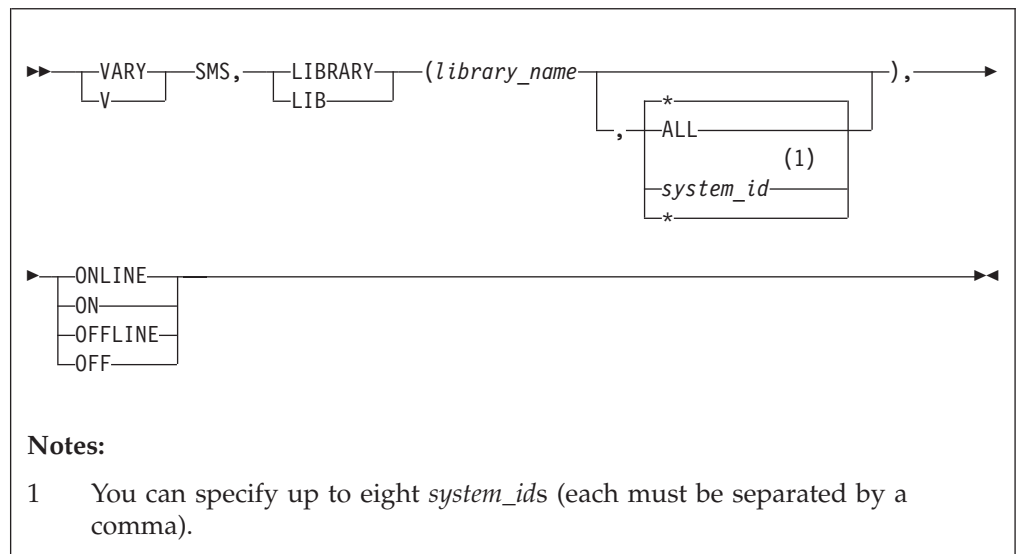 VARY SMS, LIBRARY (library_name ),
V LIB , *
ALL
(1)
system_id
*
ONLINE
ON
OFFLINE
OFF
Notes:
1 You can specify up to eight system_ids (each must be separated by a
comma).